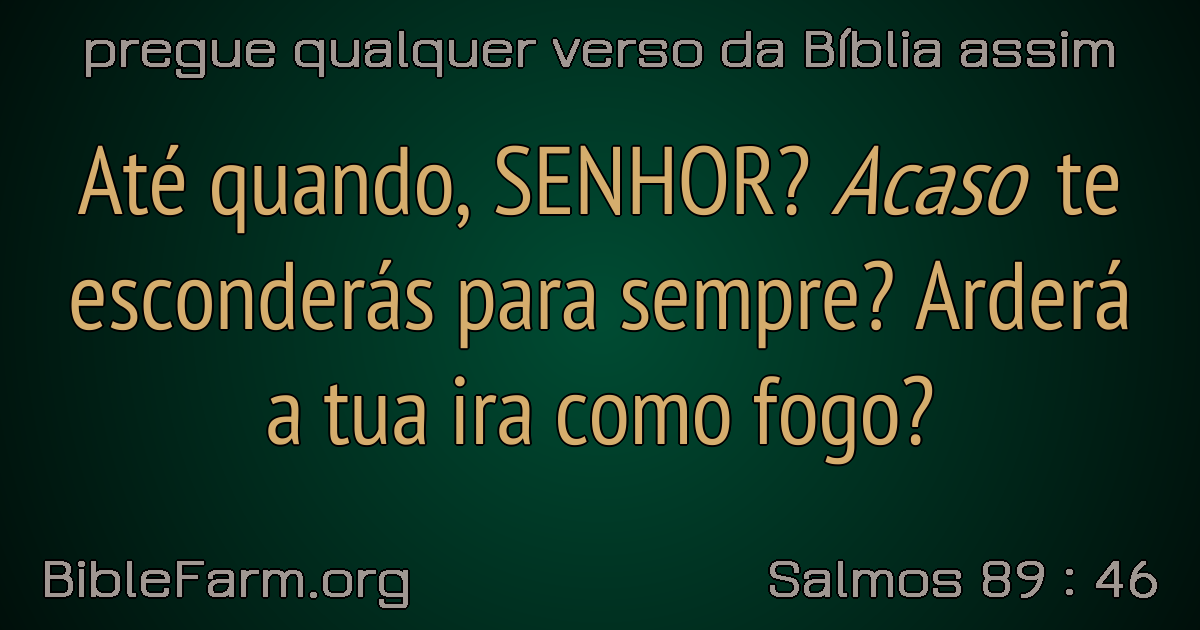 pregue qualquer verso da Bíblia assim
Até quando, SENHOR? Acaso te
esconderás para sempre? Arderá
a tua ira como fogo?
BibleFarm.org
Salmos 89 : 46